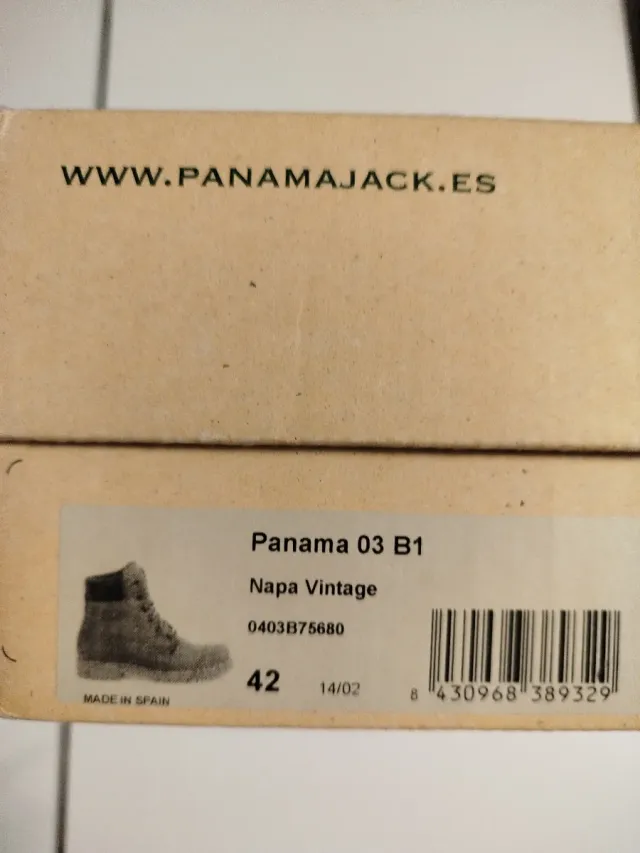 WWW.PANAMAJACK.ES
Panama 03 B1
Napa Vintage
0403B75680
42 14/02
MADE IN SPAIN
8 430968 389329